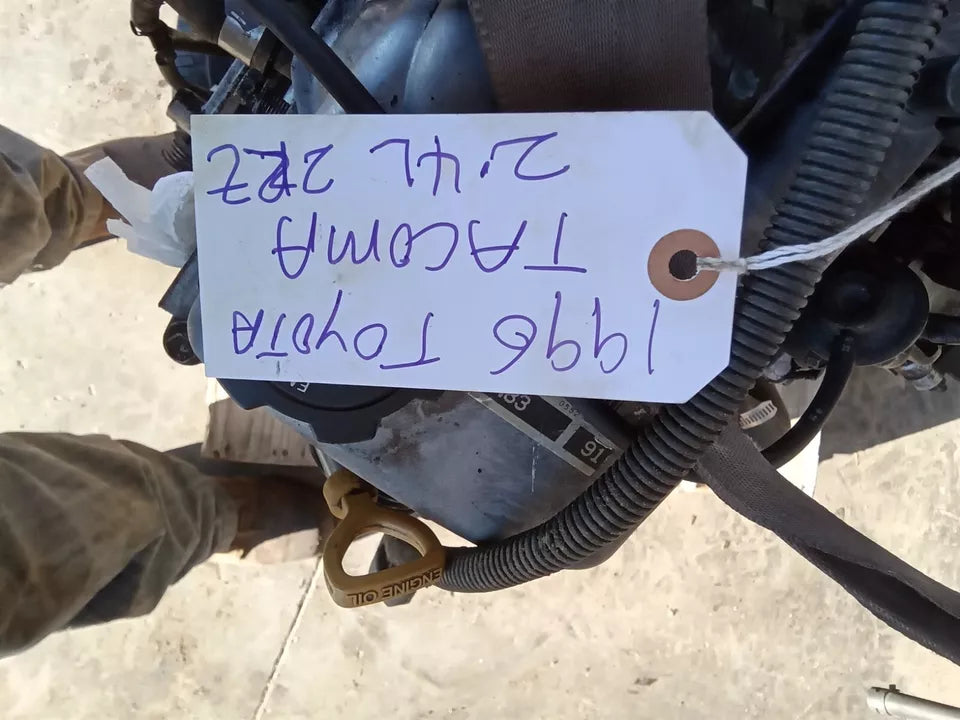 1996 TOYOTA
TACOMA
2.4L 2RZ
ENGINE OIL